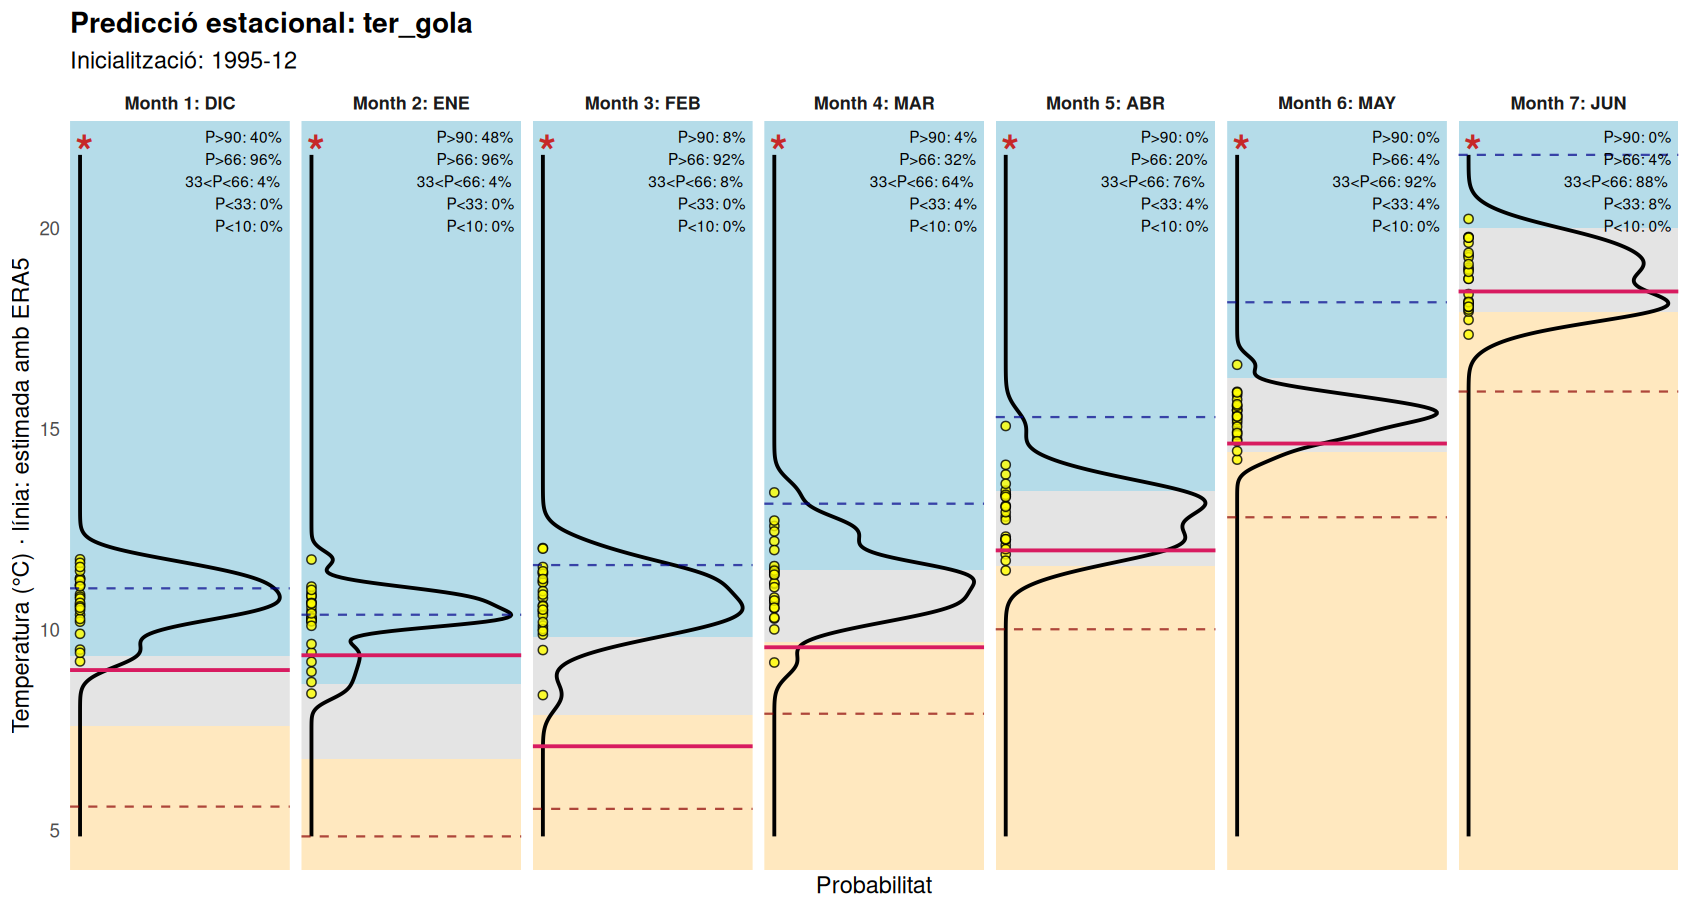 Predicció estacional: ter_gola
Inicialització: 1995-12
Month 1: DIC
Month 2: ENE
Month 3: FEB
Month 4: MAR
Month 5: ABR
Month 6: MAY
Month 7: JUN
*
P>90: 40%
P>66: 96%
33<P<66: 4%
P<33: 0%
P<10: 0%
*
P>90: 48%
P>66: 96%
33<P<66: 4%
P<33: 0%
P<10: 0%
*
P>90: 8%
P>66: 92%
33<P<66: 8%
P<33: 0%
P<10: 0%
*
P>90: 4%
P>66: 32%
33<P<66: 64%
P<33: 4%
P<10: 0%
*
P>90: 0%
P>66: 20%
33<P<66: 76%
P<33: 4%
P<10: 0%
*
P>90: 0%
P>66: 4%
33<P<66: 92%
P<33: 4%
P<10: 0%
*
P>90: 0%
P>66: 4%
33<P<66: 88%
P<33: 8%
P<10: 0%
20
15
10
5
Temperatura (°C) · línia: estimada amb ERA5
Probabilitat